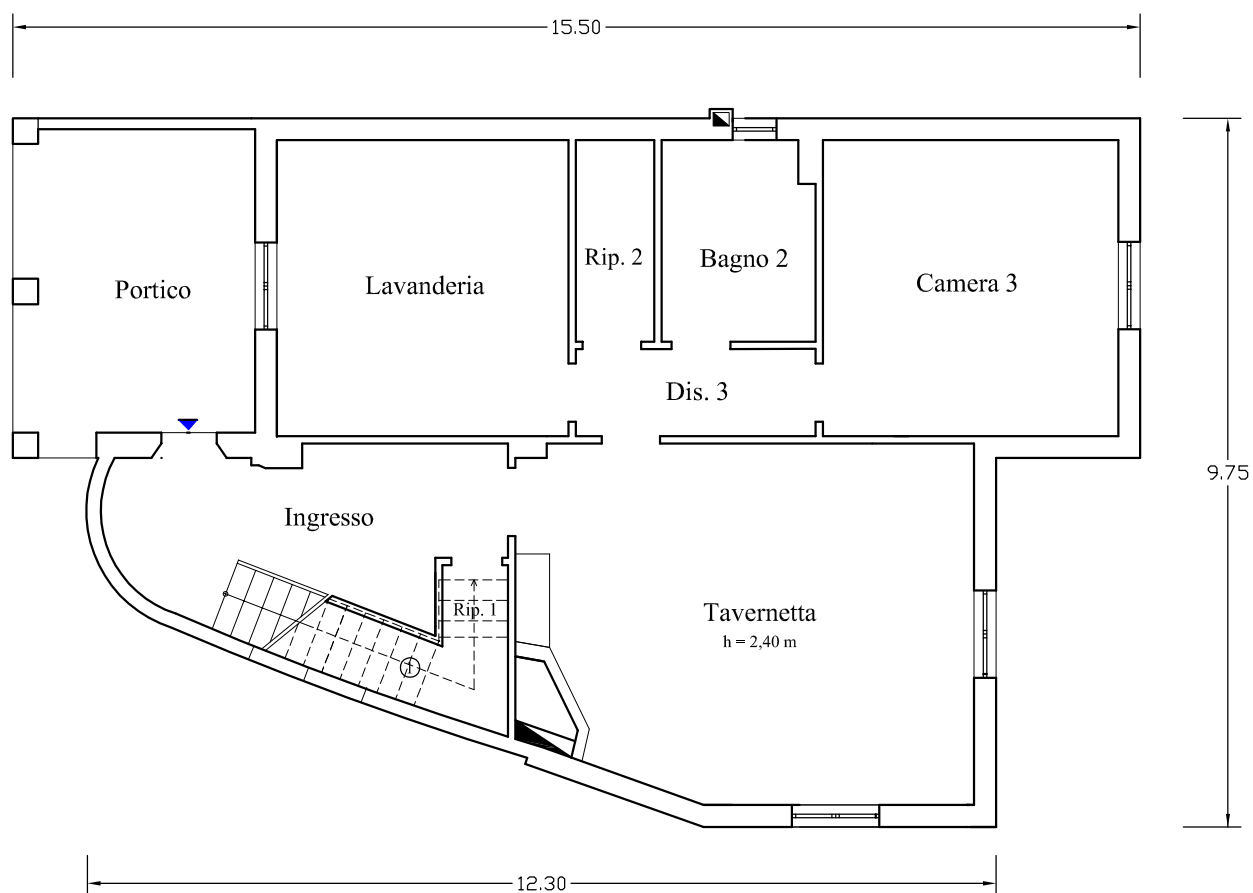 15.50
Rip. 2
Bagno 2
Portico
Lavanderia
Camera 3
Dis. 3
9.75
Ingresso
Rip. 1
Tavernetta
h = 2,40 m
12.30